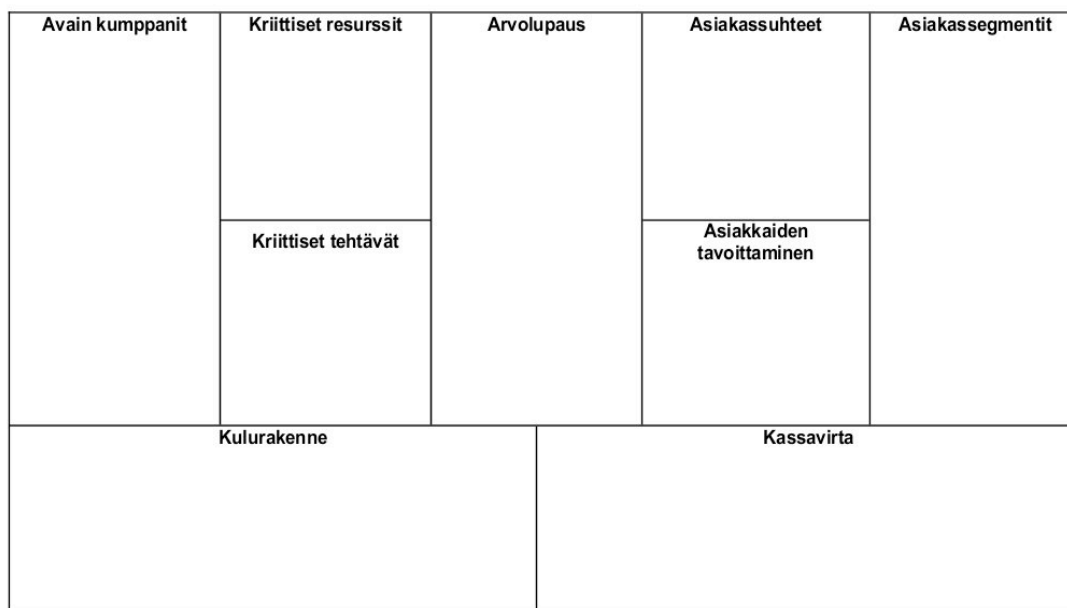 Avain kumppanit
Kriittiset resurssit
Arvolupaus
Asiakassuhteet
Asiakassegmentit
Kriittiset tehtävät
Asiakkaiden
tavoittaminen
Kulurakenne
Kassavirta